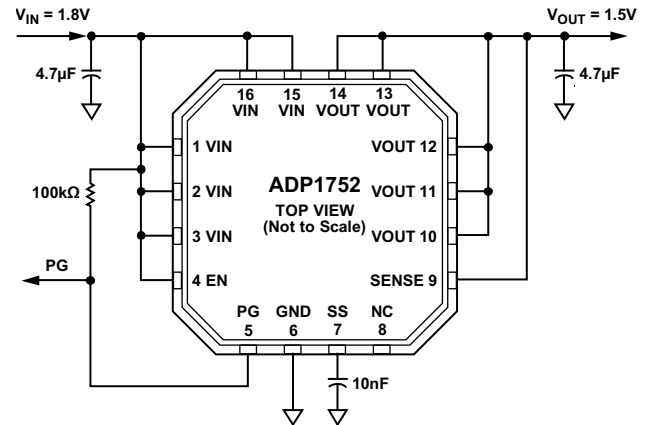 VIN = 1.8V
VOUT = 1.5V
4.7µF
4.7µF
16
VIN
15
VIN
14
VOUT
13
VOUT
1 VIN
VOUT 12
100kΩ
2 VIN
ADP1752
TOP VIEW
(Not to Scale)
VOUT 11
3 VIN
VOUT 10
PG
4 EN
SENSE 9
PG
5
GND
6
SS
7
NC
8
10nF